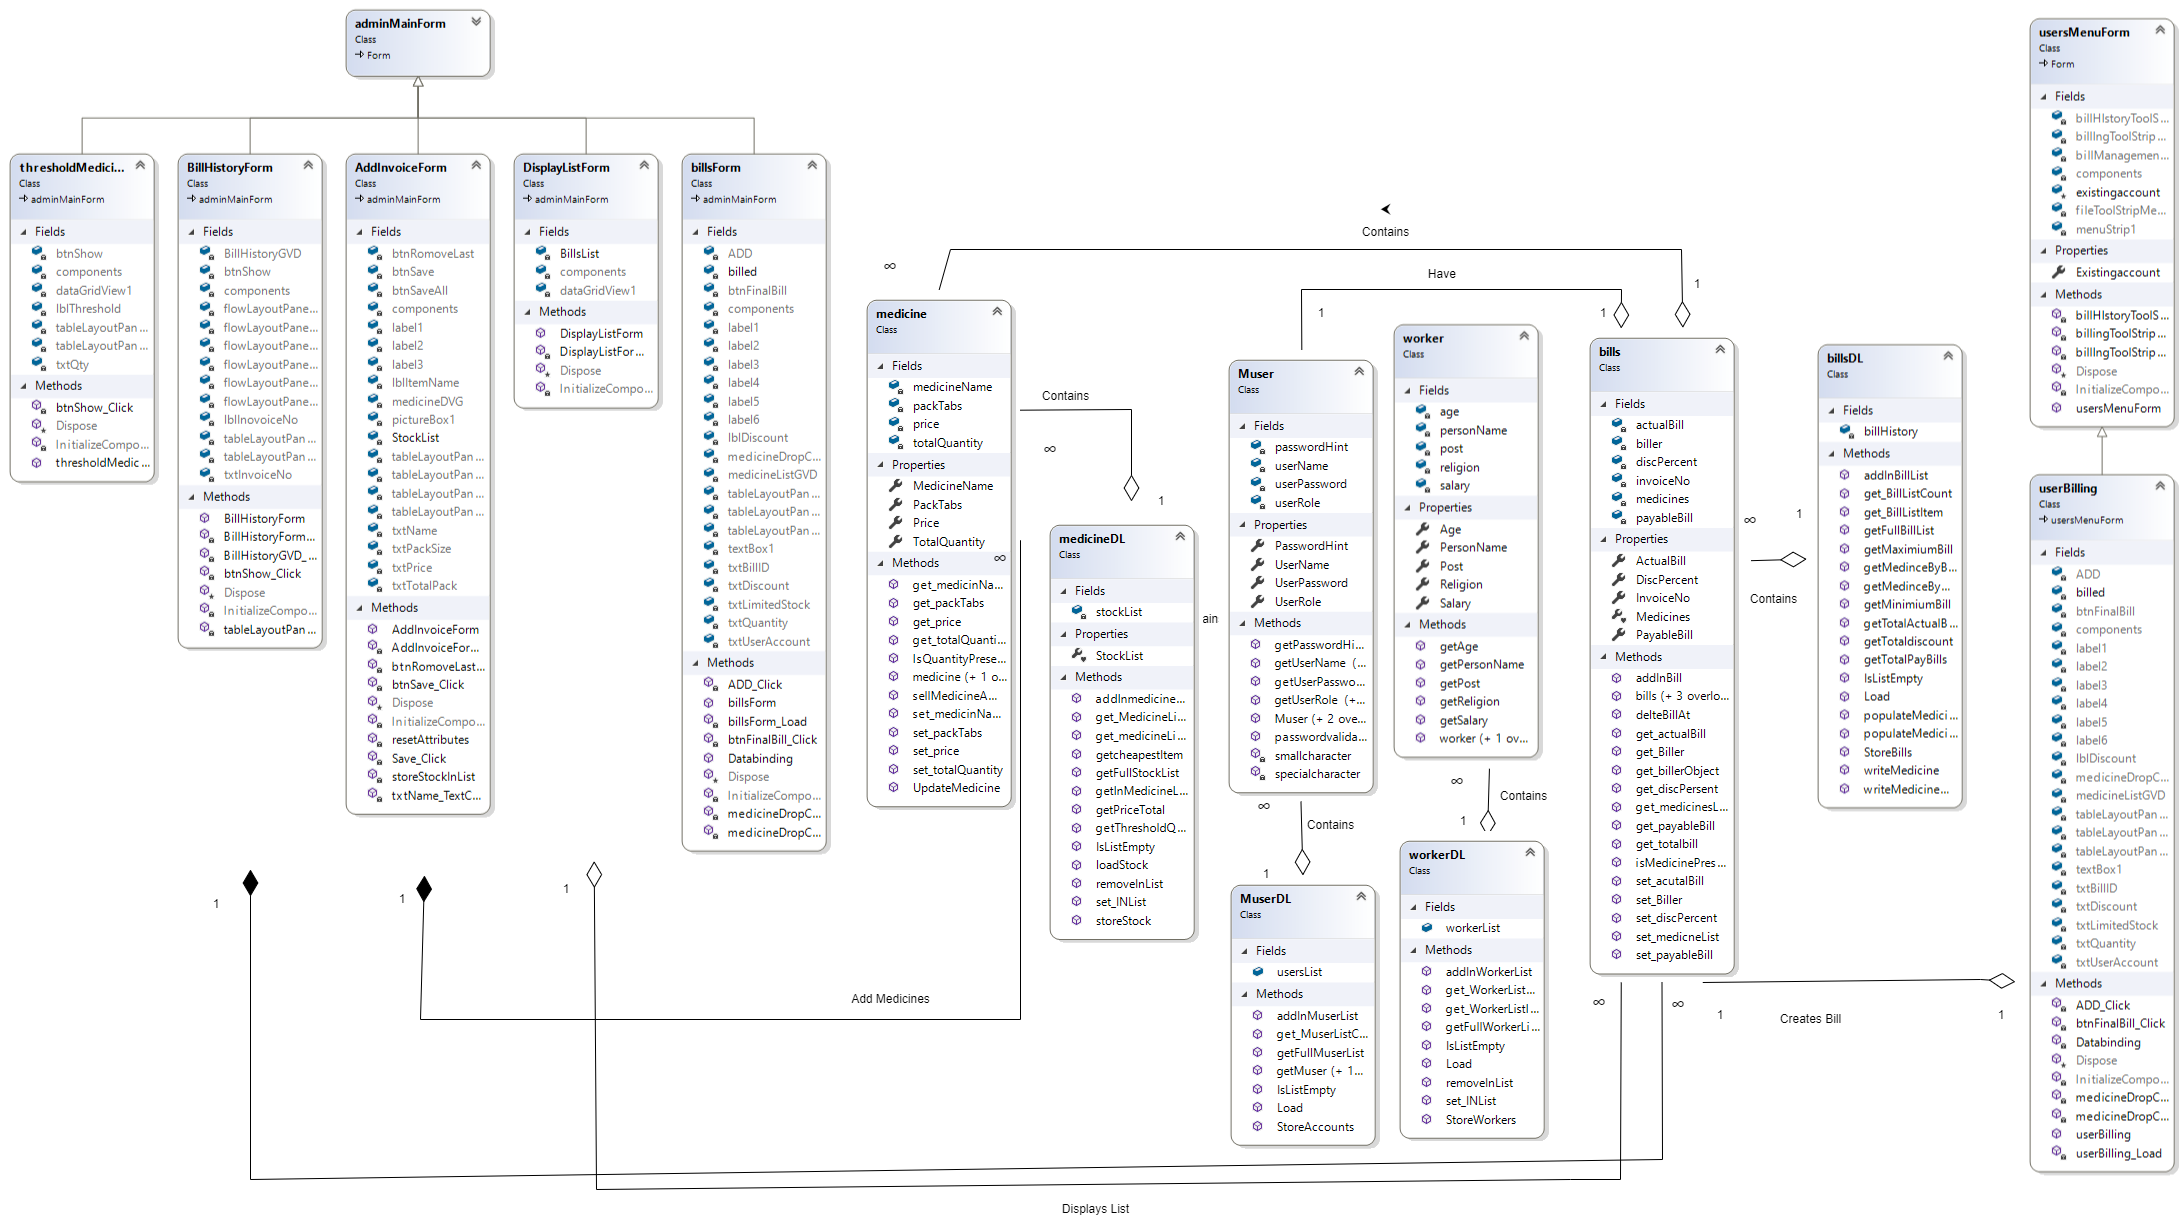 adminMainForm
Class
Form
thresholdMedici...
Class
adminMainForm
Fields
btnShow
components
dataGridView1
lblThreshold
tableLayoutPan...
tableLayoutPan...
txtQty
Methods
btnShow_Click
Dispose
InitializeCompo...
thresholdMedic...
BillHistoryForm
Class
adminMainForm
Fields
BillHistoryGVD
btnShow
components
flowLayoutPane...
flowLayoutPane...
flowLayoutPane...
flowLayoutPane...
flowLayoutPane...
lblInovoiceNo
tableLayoutPan...
tableLayoutPan...
txtInvoiceNo
Methods
BillHistoryForm
BillHistoryForm...
BillHistoryGVD_...
btnShow_Click
Dispose
InitializeCompo...
tableLayoutPan...
AddInvoiceForm
Class
adminMainForm
Fields
btnRomoveLast
btnSave
btnSaveAll
components
label1
label2
label3
lblItemName
medicineDVG
pictureBox1
StockList
tableLayoutPan...
tableLayoutPan...
tableLayoutPan...
tableLayoutPan...
txtName
txtPackSize
txtPrice
txtTotalPack
Methods
AddInvoiceForm
AddInvoiceFor...
btnRemoveLast...
btnSave_Click
Dispose
InitializeCompo...
resetAttributes
Save_Click
storeStockInList
txtName_TextC...
DisplayListForm
Class
adminMainForm
Fields
BillsList
components
dataGridView1
Methods
DisplayListForm
DisplayListFor...
Dispose
InitializeCompo...
billsForm
Class
adminMainForm
Fields
ADD
billed
btnFinalBill
components
label1
label2
label3
label4
label5
label6
lblDiscount
medicineDropC...
medicineListGVD
tableLayoutPan...
tableLayoutPan...
tableLayoutPan...
textBox1
txtBillID
txtDiscount
txtLimitedStock
txtQuantity
txtUserAccount
Methods
ADD_Click
billsForm
billsForm_Load
btnFinalBill_Click
Databinding
Dispose
InitializeCompo...
medicineDropC...
medicineDropC...
medicine
Class
Fields
medicineName
packTabs
price
totalQuantity
Properties
MedicineName
PackTabs
Price
TotalQuantity
Methods
get_medicinNa...
get_packTabs
get_price
get_totalQuanti...
IsQuantityPrese...
medicine (+ 1 o...
sellMedicineA...
set_medicinNa...
set_packTabs
set_price
set_totalQuantity
UpdateMedicine
medicineDL
Class
Fields
stockList
Properties
StockList
Methods
addInmedicine...
get_MedicineLi...
get_medicineLi...
getcheapestItem
getFullStockList
getInMedicineL...
getPriceTotal
getThresholdQ...
IsListEmpty
loadStock
removeInList
set_INList
storeStock
Muser
Class
Fields
passwordHint
userName
userPassword
userRole
Properties
PasswordHint
UserName
UserPassword
UserRole
Methods
getPasswordHi...
getUserName (...
getUserPasswo...
getUserRole (+...
Muser (+ 2 ove...
passwordvalida...
smallcharacter
specialcharacter
MuserDL
Class
Fields
usersList
Methods
addInMuserList
get_MuserListC...
getFullMuserList
getMuser (+ 1...
IsListEmpty
Load
StoreAccounts
worker
Class
Fields
age
personName
post
religion
salary
Properties
Age
PersonName
Post
Religion
Salary
Methods
getAge
getPersonName
getPost
getReligion
getSalary
worker (+ 1 ov...
workerDL
Class
Fields
workerList
Methods
addInWorkerList
get_WorkerList...
get_WorkerListI...
getFullWorkerLi...
IsListEmpty
Load
removeInList
set_INList
StoreWorkers
bills
Class
Fields
actualBill
biller
discPercent
invoiceNo
medicines
payableBill
Properties
ActualBill
DiscPercent
InvoiceNo
Medicines
PayableBill
Methods
addInBill
bills (+ 3 overlo...
delteBillAt
get_actualBill
get_Biller
get_billerObject
get_discPersent
get_medicinesL...
get_payableBill
get_totalbill
isMedicinePres...
set_acutalBill
set_Biller
set_discPercent
set_medicneList
set_payableBill
billsDL
Class
Fields
billHistory
Methods
addInBillList
get_BillListCount
get_BillListItem
getFullBillList
getMaximiumBill
getMedinceByB...
getMedinceBy...
getMinimiumBill
getTotalActualB...
getTotaldiscount
getTotalPayBills
IsListEmpty
Load
populateMedici...
populateMedici...
StoreBills
writeMedicine
writeMedicine...
usersMenuForm
Class
Form
Fields
billHIstoryToolS...
billIngToolStrip...
billManagemen...
components
existingaccount
fileToolStripMe...
menuStrip1
Properties
Existingaccount
Methods
billHIstoryToolS...
billingToolStrip...
billIngToolStrip...
Dispose
InitializeCompo...
usersMenuForm
userBilling
Class
usersMenuForm
Fields
ADD
billed
btnFinalBill
components
label1
label2
label3
label4
label5
label6
lblDiscount
medicineDropC...
medicineListGVD
tableLayoutPan...
tableLayoutPan...
tableLayoutPan...
textBox1
txtBillID
txtDiscount
txtLimitedStock
txtQuantity
txtUserAccount
Methods
ADD_Click
btnFinalBill_Click
Databinding
Dispose
InitializeCompo...
medicineDropC...
medicineDropC...
userBilling
userBilling_Load
Contains
∞
1
Have
1
1
Contains
∞
1
∞
ain
∞
Contains
1
∞
Contains
1
∞
1
Contains
∞
∞
1
Creates Bill
1
1
1
1
Add Medicines
Displays List